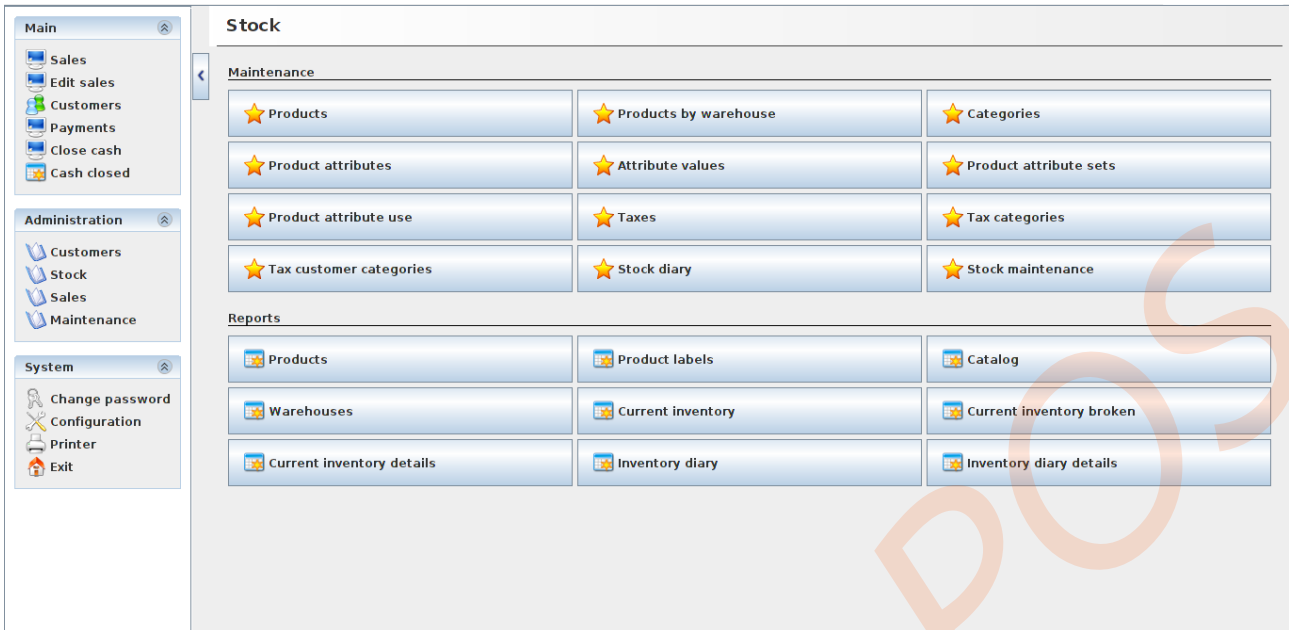 Main
Sales
Edit sales
Customers
Payments
Close cash
Cash closed
Administration
Customers
Stock
Sales
Maintenance
System
Change password
Configuration
Printer
Exit
Stock
Maintenance
Products
Products by warehouse
Categories
Product attributes
Attribute values
Product attribute sets
Product attribute use
Taxes
Tax categories
Tax customer categories
Stock diary
Stock maintenance
Reports
Products
Product labels
Catalog
Warehouses
Current inventory
Current inventory broken
Current inventory details
Inventory diary
Inventory diary details
POS